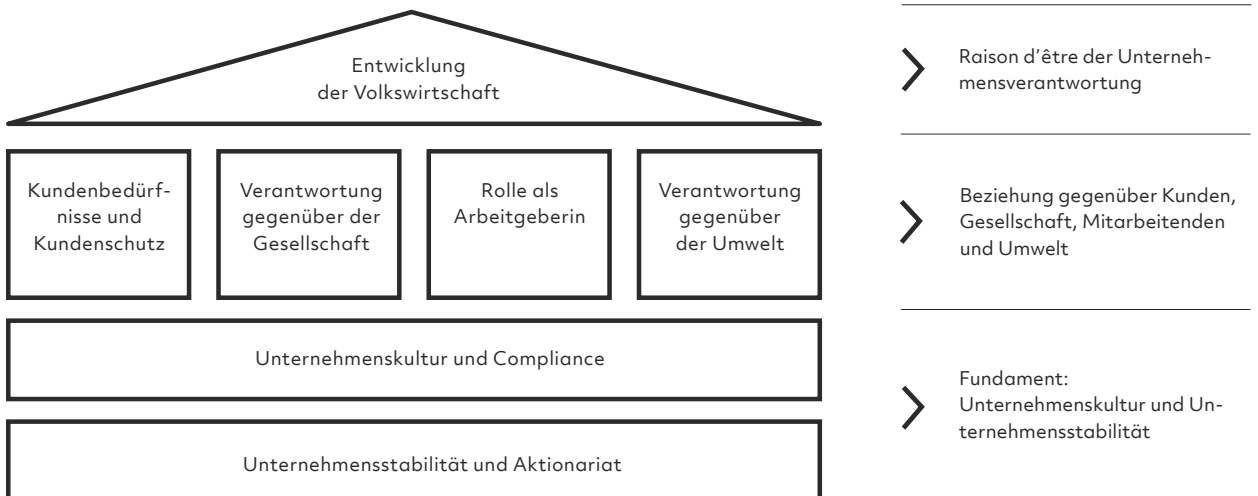 Entwicklung
der Volkswirtschaft
Raison d’être der Unterneh-
mensverantwortung
Kundenbedürf-
nisse und
Kundenschutz
Verantwortung
gegenüber der
Gesellschaft
Rolle als
Arbeitgeberin
Verantwortung
gegenüber
der Umwelt
Beziehung gegenüber Kunden,
Gesellschaft, Mitarbeitenden
und Umwelt
Unternehmenskultur und Compliance
Unternehmensstabilität und Aktionariat
Fundament:
Unternehmenskultur und Un-
ternehmensstabilität